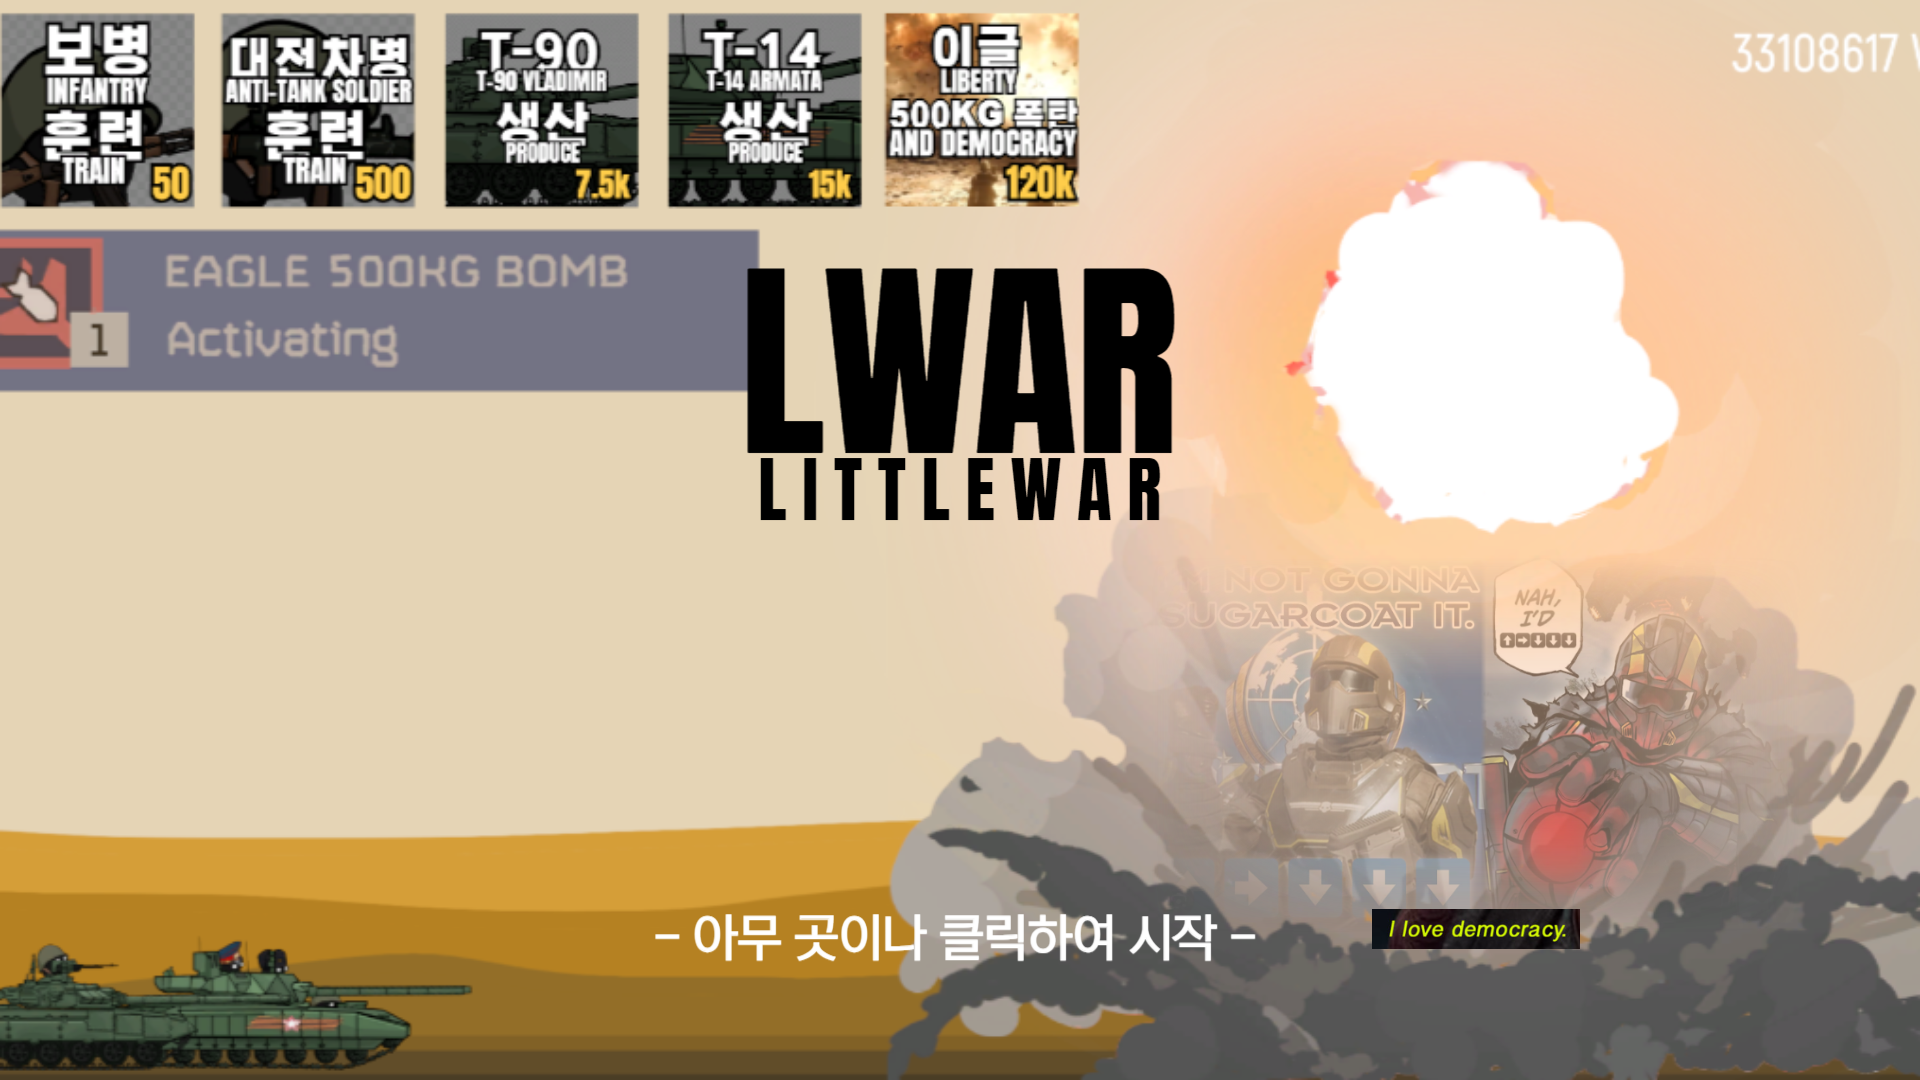 보병
INFANTRY
훈련
TRAIN
50
대전차병
ANTI-TANK SOLDIER
훈련
TRAIN
500
T-90
T-90 VLADIMIR
생산
PRODUCE
7.5k
T-14
T-14 ARMATA
생산
PRODUCE
15k
이글
LIBERTY
500KG 폭탄
AND DEMOCRACY
120k
33108617
EAGLE 500KG BOMB
1
Activating
LWAR
LITTLEWAR
NOT GONNA
SUGARCOAT IT.
NAH,
I'D
⬆➡⬇⬇⬇
- 아무 곳이나 클릭하여 시작 -
I love democracy.